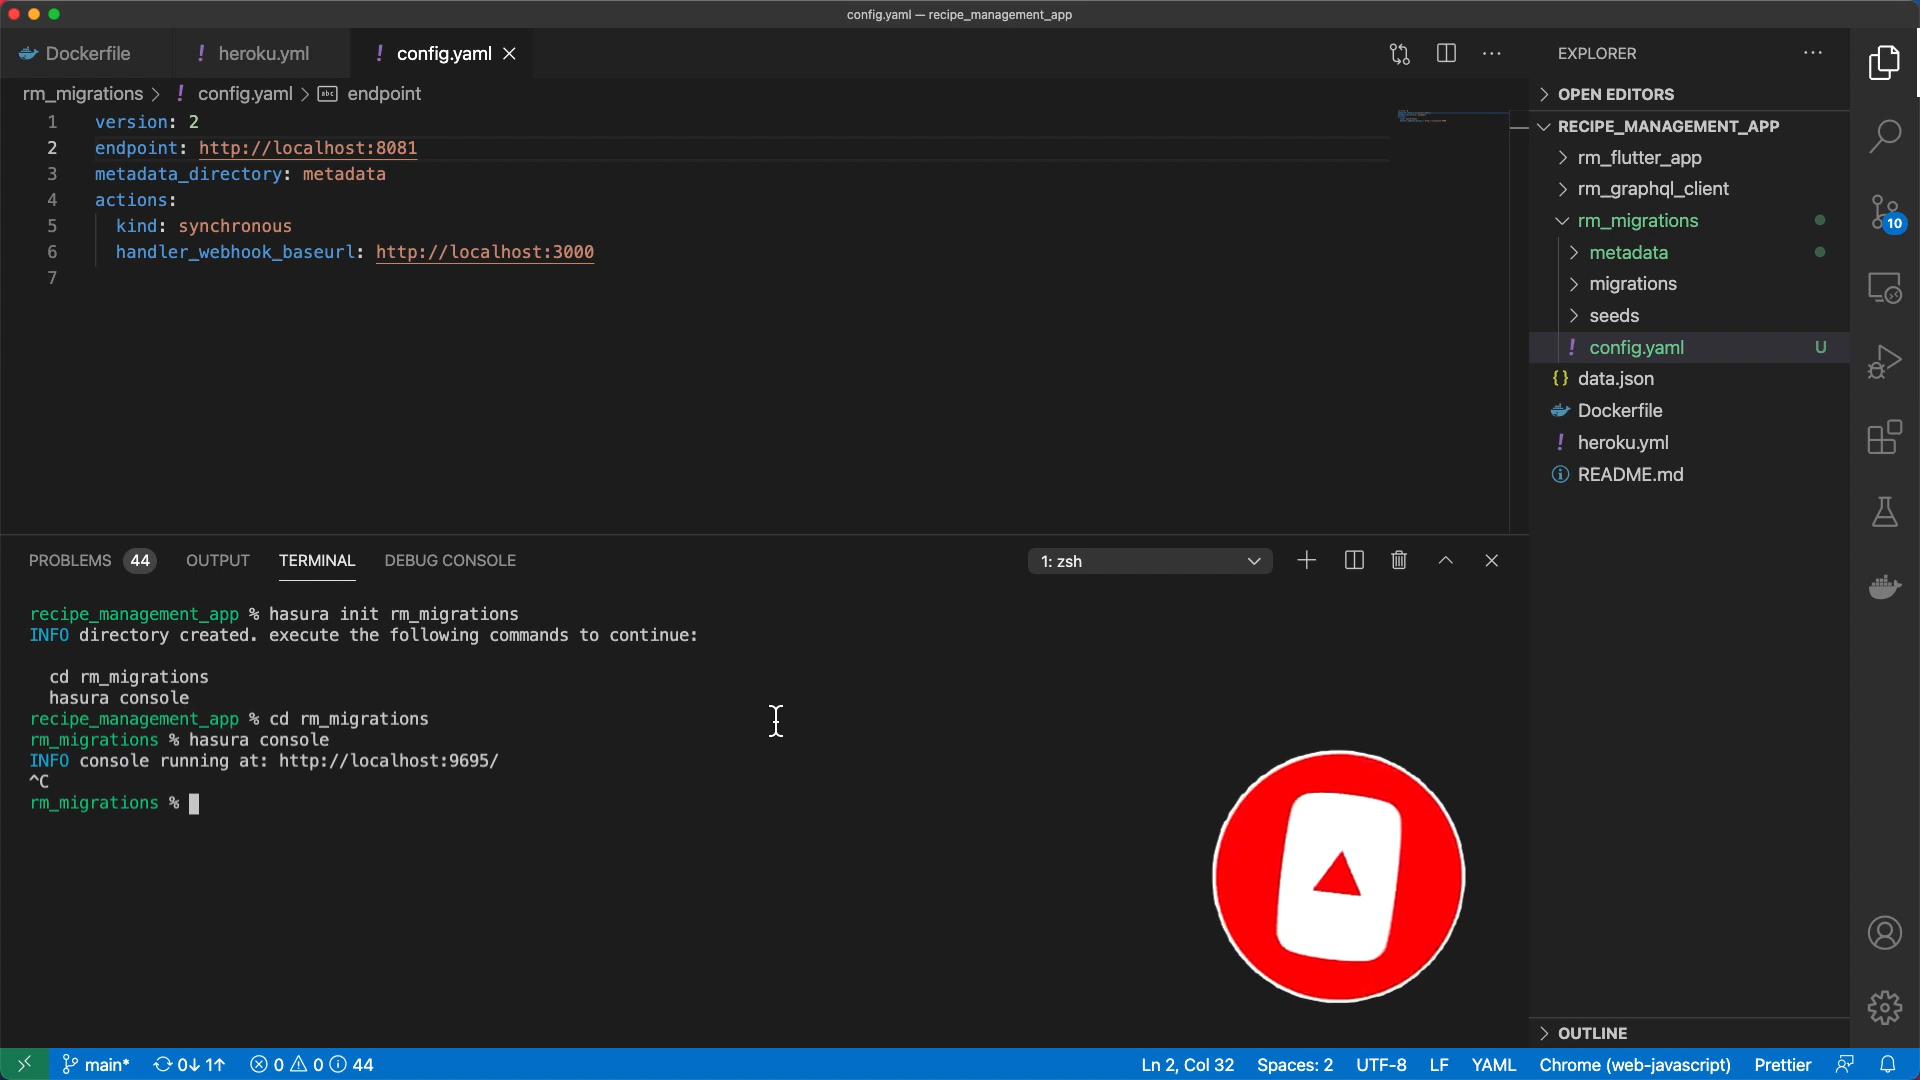 config.yaml — recipe_management_app
Dockerfile
heroku.yml
config.yaml
EXPLORER
rm_migrations > ! config.yaml > abc endpoint
1 version: 2
2 endpoint: http://localhost:8081
3 metadata_directory: metadata
4 actions:
5 kind: synchronous
6 handler_webhook_baseurl: http://localhost:3000
7
OPEN EDITORS
RECIPE_MANAGEMENT_APP
rm_flutter_app
rm_graphql_client
rm_migrations
metadata
migrations
seeds
! config.yaml U
{} data.json
Dockerfile
! heroku.yml
README.md
10
PROBLEMS 44 OUTPUT TERMINAL DEBUG CONSOLE
1: zsh
recipe_management_app % hasura init rm_migrations
INFO directory created. execute the following commands to continue:
cd rm_migrations
hasura console
recipe_management_app % cd rm_migrations
rm_migrations % hasura console
INFO console running at: http://localhost:9695/
^C
rm_migrations %
OUTLINE
main* 0↓ 1↑ 0 0 44
Ln 2, Col 32 Spaces: 2 UTF-8 LF YAML Chrome (web-javascript) Prettier